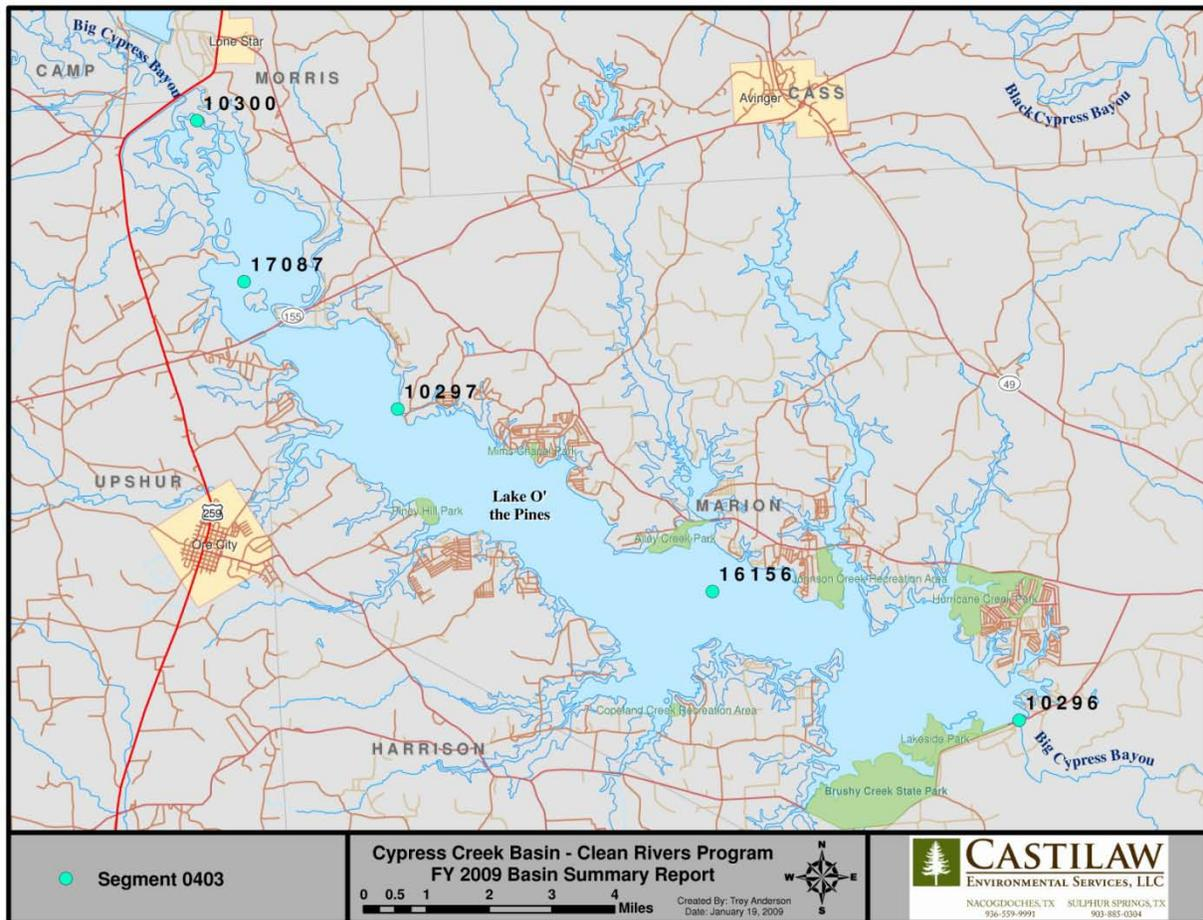 Big Cypress Bayou
Lone Star
CAMP
MORRIS
10300
Avinger
CASS
Black Cypress Bayou
17087
155
10297
49
Mims Chapel Park
UPSHUR
259
Ore City
Lake O'
the Pines
Piney Hill Park
MARION
Alley Creek Park
16156
Johnson Creek Recreation Area
Hurricane Creek Park
10296
Copeland Creek Recreation Area
Lakeside Park
HARRISON
Big Cypress Bayou
Brushy Creek State Park
Segment 0403
Cypress Creek Basin - Clean Rivers Program
FY 2009 Basin Summary Report
0 0.5 1 2 3 4
Miles
Created By: Troy Anderson
Date: January 19, 2009
N
W E
S
CASTILAW
ENVIRONMENTAL SERVICES, LLC
NACOGDOCHES, TX SULPHUR SPRINGS, TX
936-559-9991 903-885-0304